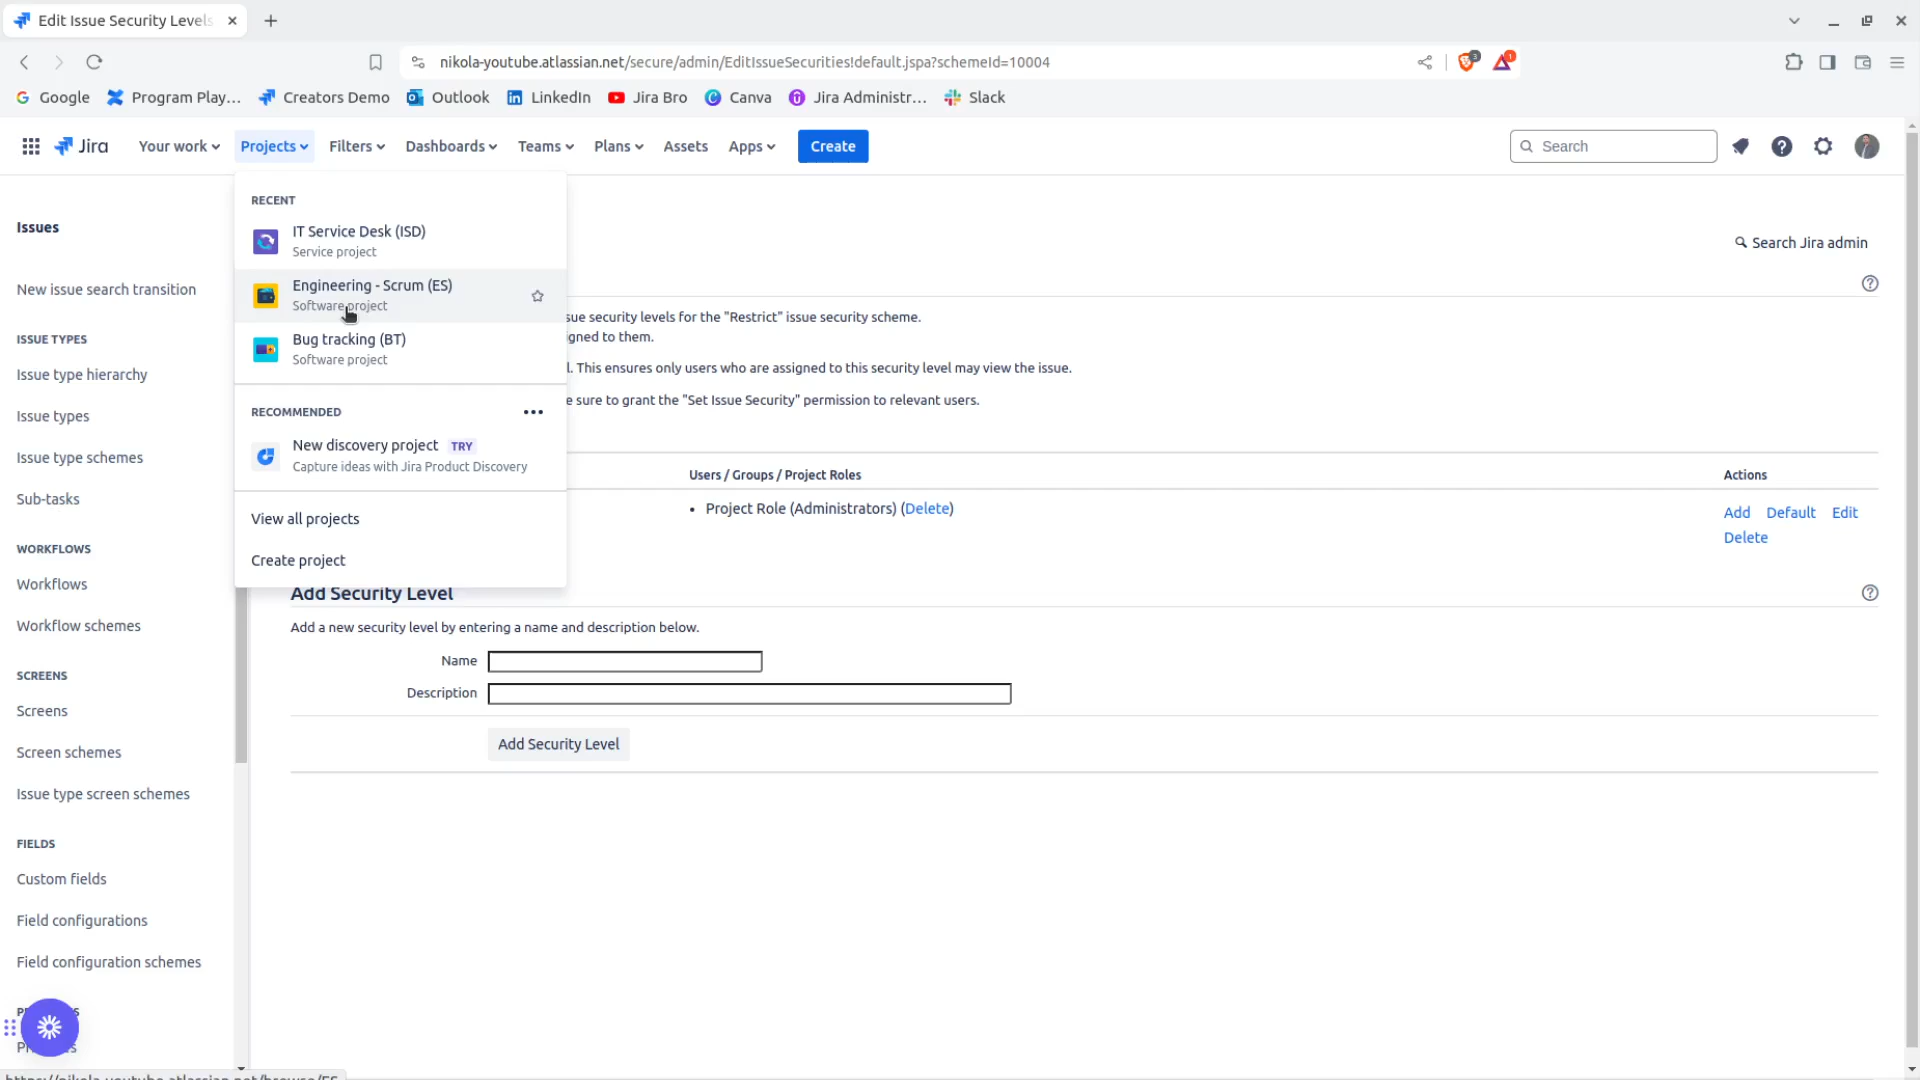 Edit Issue Security Levels
nikola-youtube.atlassian.net/secure/admin/EditIssueSecurities!default.jspa?schemeId=10004
3
1
Google
Program Play...
Creators Demo
Outlook
LinkedIn
Jira Bro
Canva
Jira Administr...
Slack
Jira
Your work
Projects
Filters
Dashboards
Teams
Plans
Assets
Apps
Create
Search
Issues
New issue search transition
ISSUE TYPES
Issue type hierarchy
Issue types
Issue type schemes
Sub-tasks
WORKFLOWS
Workflows
Workflow schemes
SCREENS
Screens
Screen schemes
Issue type screen schemes
FIELDS
Custom fields
Field configurations
Field configuration schemes
RECENT
IT Service Desk (ISD)
Service project
Engineering - Scrum (ES)
Software project
Bug tracking (BT)
Software project
RECOMMENDED
New discovery project TRY
Capture ideas with Jira Product Discovery
View all projects
Create project
Search Jira admin
sue security levels for the "Restrict" issue security scheme.
igned to them.
l. This ensures only users who are assigned to this security level may view the issue.
e sure to grant the "Set Issue Security" permission to relevant users.
Users / Groups / Project Roles
Actions
• Project Role (Administrators) (Delete)
Add Default Edit
Delete
Add Security Level
Add a new security level by entering a name and description below.
Name
Description
Add Security Level